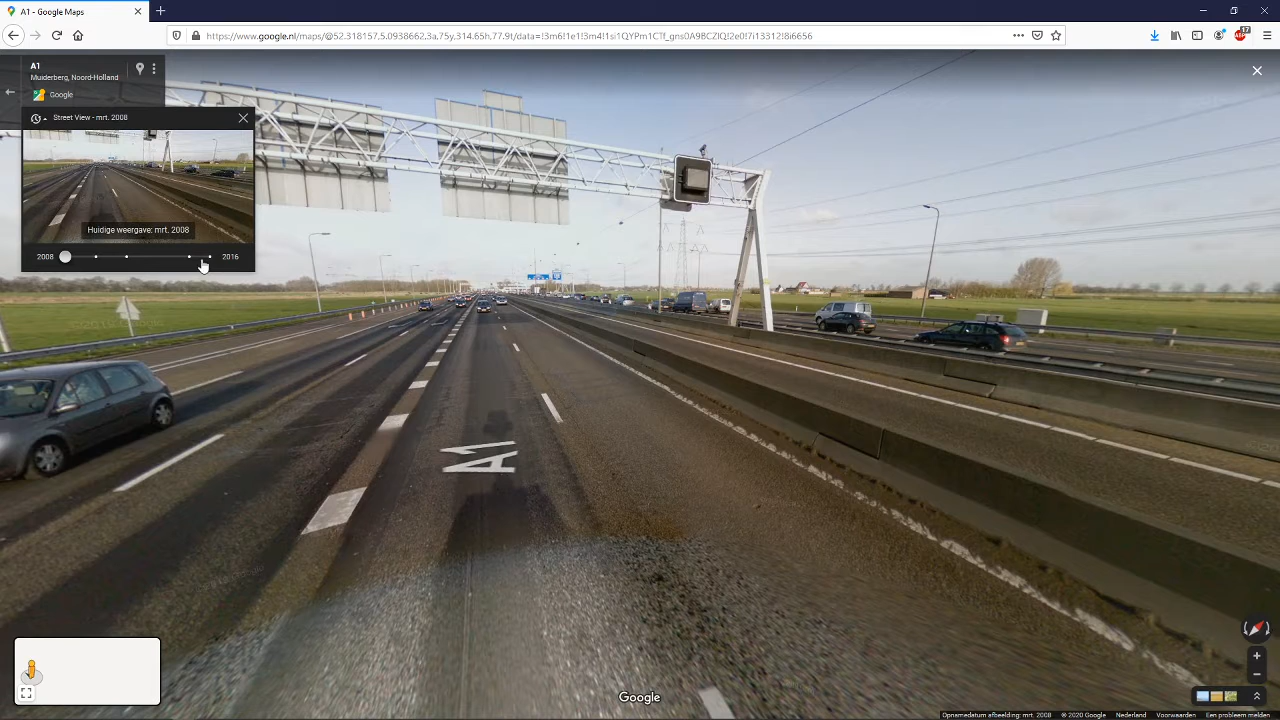 A1 - Google Maps
https://www.google.nl/maps/@52.318157,5.0938662,3a,75y,314.65h,77.9t/data=!3m6!1e1!3m4!1si1QYPm1CTf_gns0A9BCZIQ!2e0!7i13312!8i6656
A1
Muiderberg, Noord-Holland
Google
Street View - mrt. 2008
Huidige weergave: mrt. 2008
2008
2016
A1
Google
Opnamedatum afbeelding: mrt. 2008 © 2020 Google Nederland Voorwaarden Een probleem melden